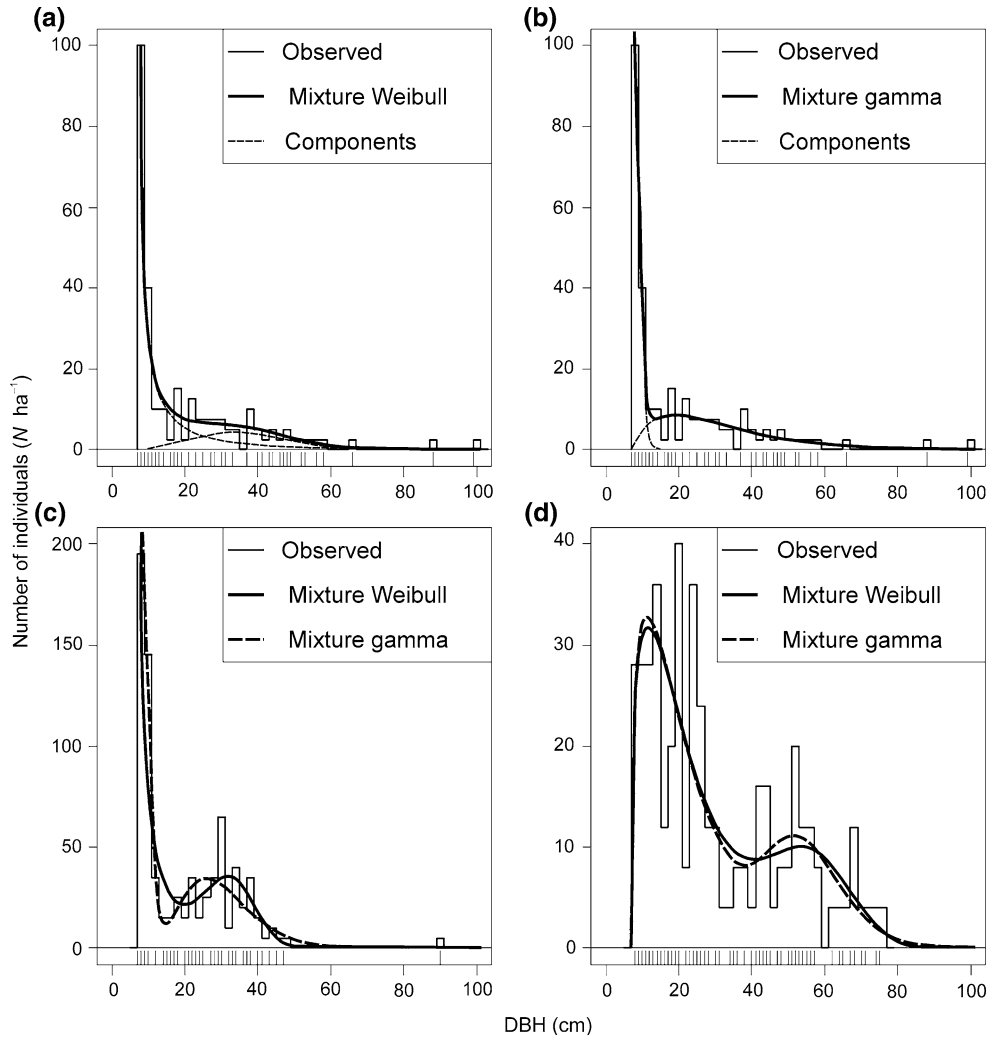 (a)
100
80
60
40
20
0
Observed
Mixture Weibull
Components
0 20 40 60 80 100
(b)
100
80
60
40
20
0
Observed
Mixture gamma
Components
0 20 40 60 80 100
Number of individuals (N ha⁻¹)
(c)
200
150
100
50
0
Observed
Mixture Weibull
Mixture gamma
0 20 40 60 80 100
(d)
40
30
20
10
0
Observed
Mixture Weibull
Mixture gamma
0 20 40 60 80 100
DBH (cm)